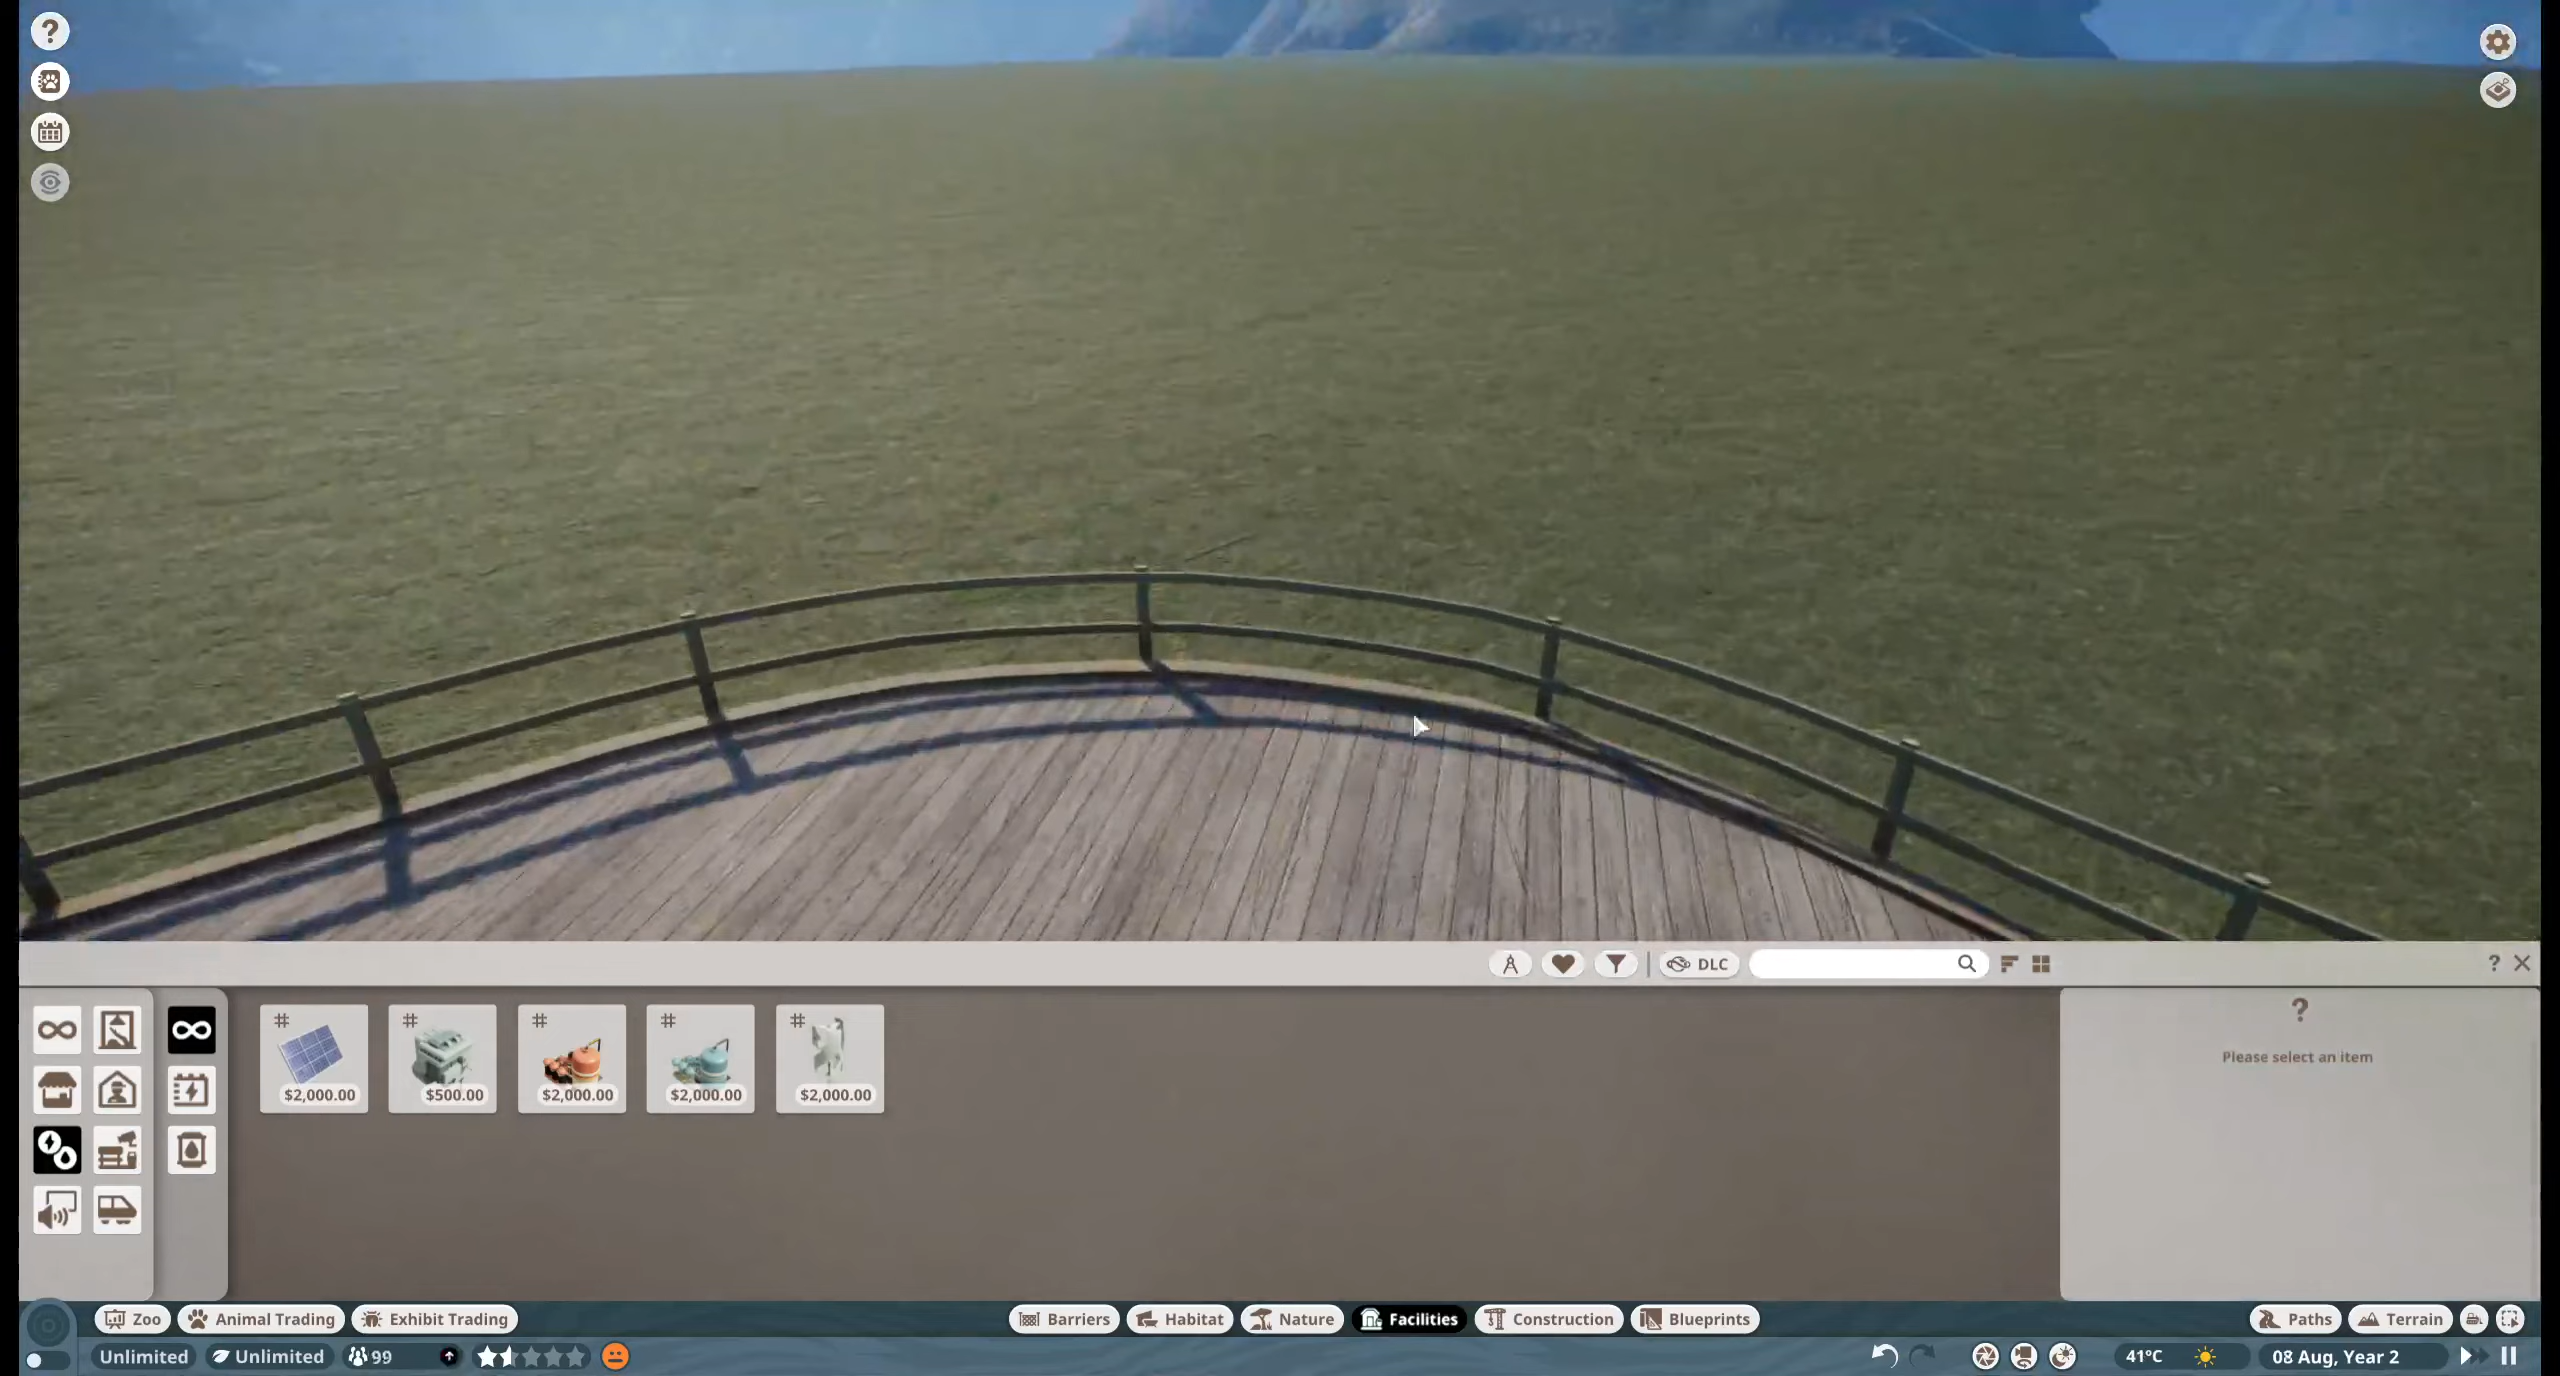 DLC
?
?
Please select an item
# # # # #
$2,000.00 $500.00 $2,000.00 $2,000.00 $2,000.00
Zoo Animal Trading Exhibit Trading Barriers Habitat Nature Facilities Construction Blueprints Paths Terrain
Unlimited Unlimited 99 41°C 08 Aug, Year 2